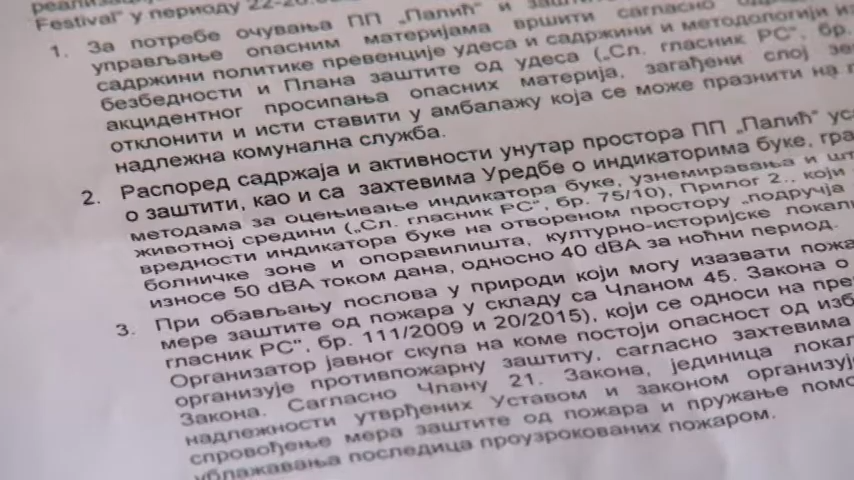 Festival" у периоду
1. За потребе очувања ПП „Палић" и
управљање опасним материјама вршити сагласно
садржини политике превенције удеса и садржини и методологији
безбедности и Плана заштите од удеса („Сл. гласник РС", бр.
акцидентног просипања опасних материја, загађени слој
отклонити и исти ставити у амбалажу која се може празнити на
надлежна комунална служба.
2. Распоред садржаја и активности унутар простора ПП „Палић"
о заштити, као и са захтевима Уредбе о индикаторима буке,
методама за оцењивање индикатора буке, узнемиравања и
животној средини („Сл. гласник РС", бр. 75/10), Прилог 2.. који
вредности индикатора буке на отвореном простору „подручја
болничке зоне и опоравилишта, културно-историјске
износе 50 dBA током дана, односно 40 dBA за ноћни период.
3. При обављању послова у природи који могу изазвати
мере заштите од пожара у складу са Чланом 45. Закона о
гласник РС", бр. 111/2009 и 20/2015), који се односи на
Организатор јавног скупа на коме постоји опасност од
организује противпожарну заштиту, сагласно захтевима
Закона. Сагласно Члану 21. Закона, јединица
надлежности утврђених Уставом и законом
спровођење мера заштите од пожара и пружање
ублажавања последица проузрокованих пожаром.